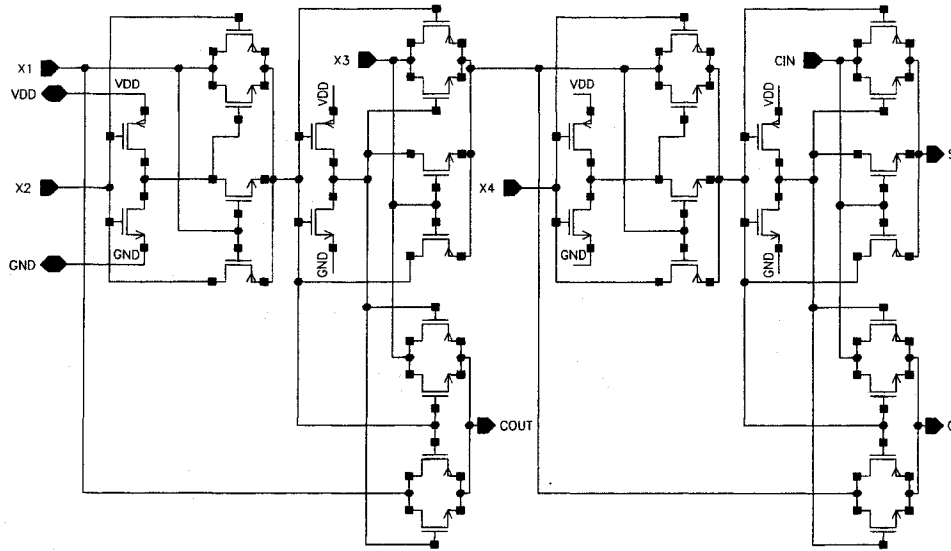 X1
VDD
VDD
X2
GND
GND
X3
VDD
GND
COUT
X4
VDD
GND
CIN
VDD
GND
S